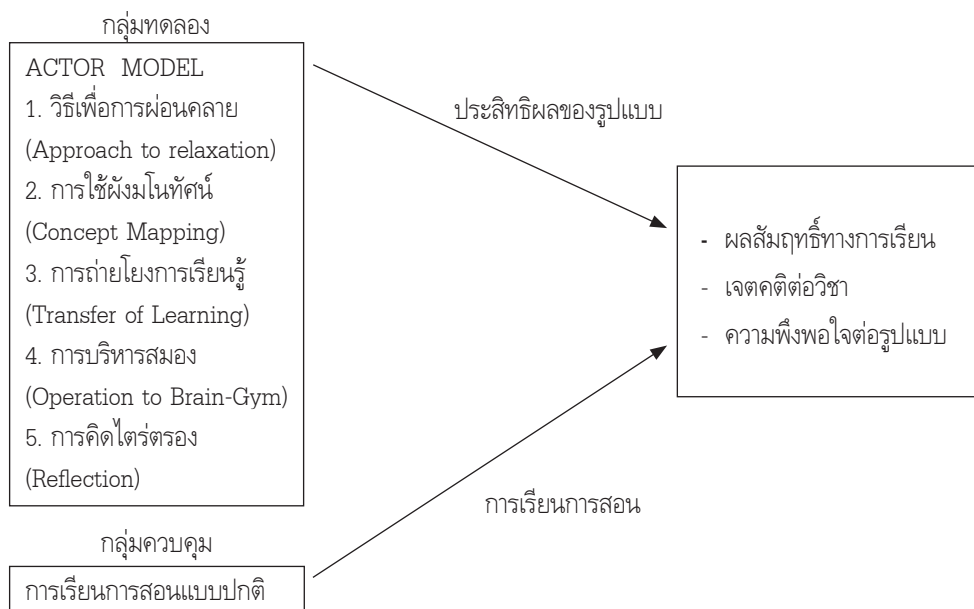 กลุ่มทดลอง
ACTOR MODEL
1. วิธีเพื่อการผ่อนคลาย
(Approach to relaxation)
2. การใช้ผังมโนทัศน์
(Concept Mapping)
3. การถ่ายโยงการเรียนรู้
(Transfer of Learning)
4. การบริหารสมอง
(Operation to Brain-Gym)
5. การคิดไตร่ตรอง
(Reflection)
ประสิทธิผลของรูปแบบ
- ผลสัมฤทธิ์ทางการเรียน
- เจตคติต่อวิชา
- ความพึงพอใจต่อรูปแบบ
การเรียนการสอน
กลุ่มควบคุม
การเรียนการสอนแบบปกติ